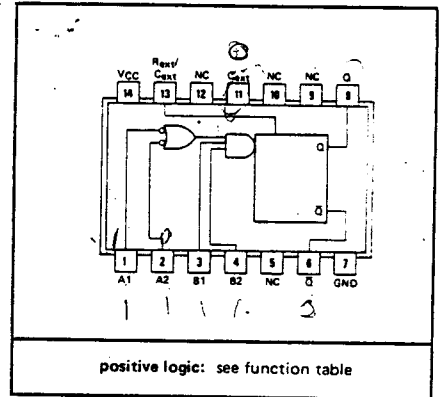 VCC Rext/Cext NC Cext NC NC Q
14 13 12 11 10 9 8
Q
Q̅
1 2 3 4 5 6 7
A1 A2 B1 B2 NC Q̅ GND
positive logic: see function table